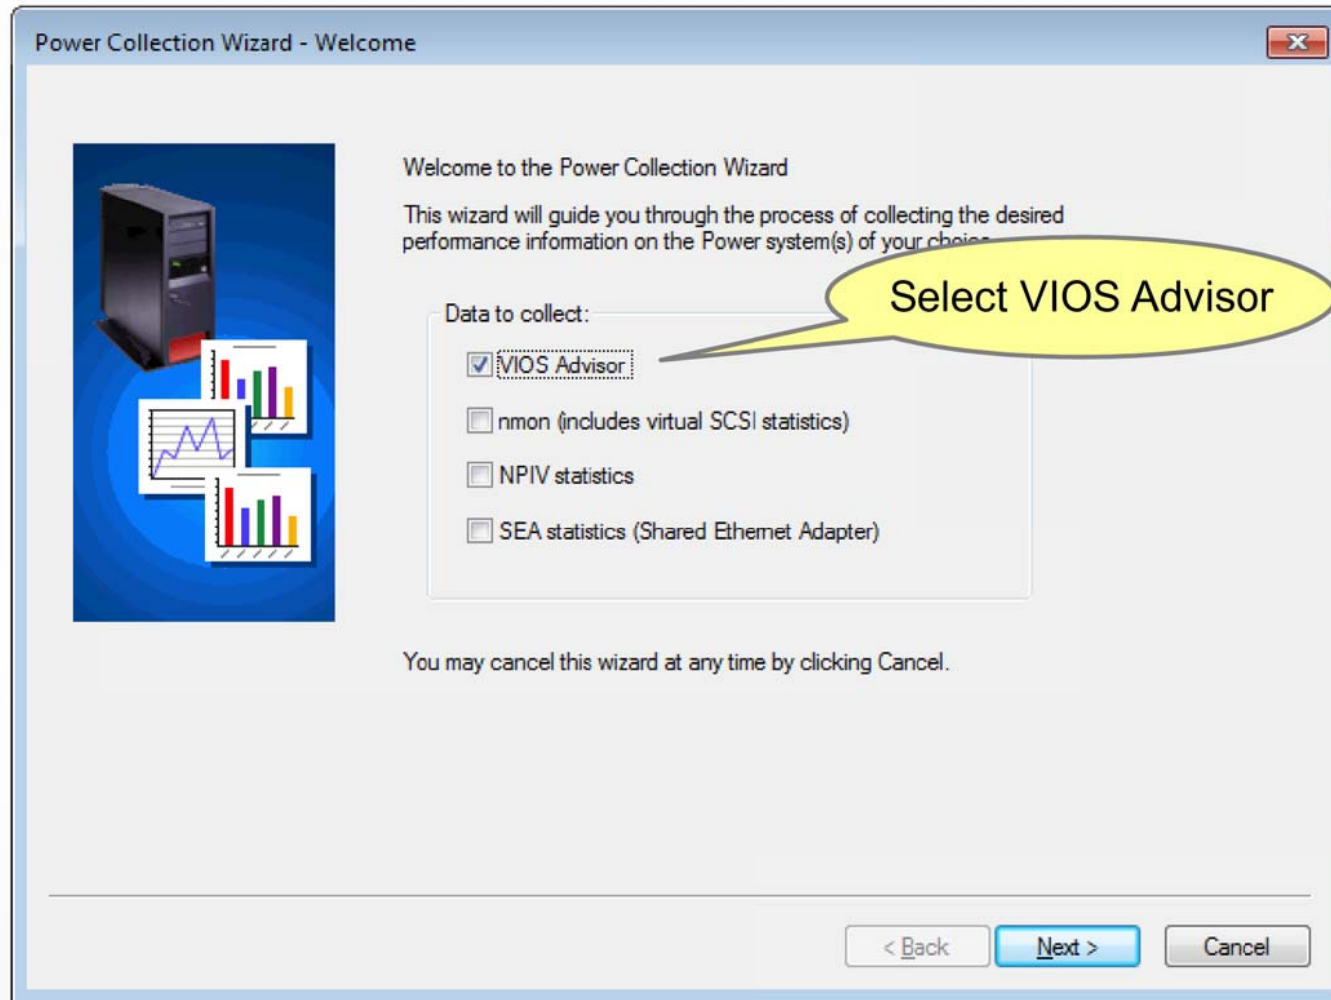 Power Collection Wizard - Welcome
Welcome to the Power Collection Wizard
This wizard will guide you through the process of collecting the desired
performance information on the Power system(s) of your choice
Select VIOS Advisor
Data to collect:
VIOS Advisor
nmon (includes virtual SCSI statistics)
NPIV statistics
SEA statistics (Shared Ethernet Adapter)
You may cancel this wizard at any time by clicking Cancel.
< Back
Next >
Cancel